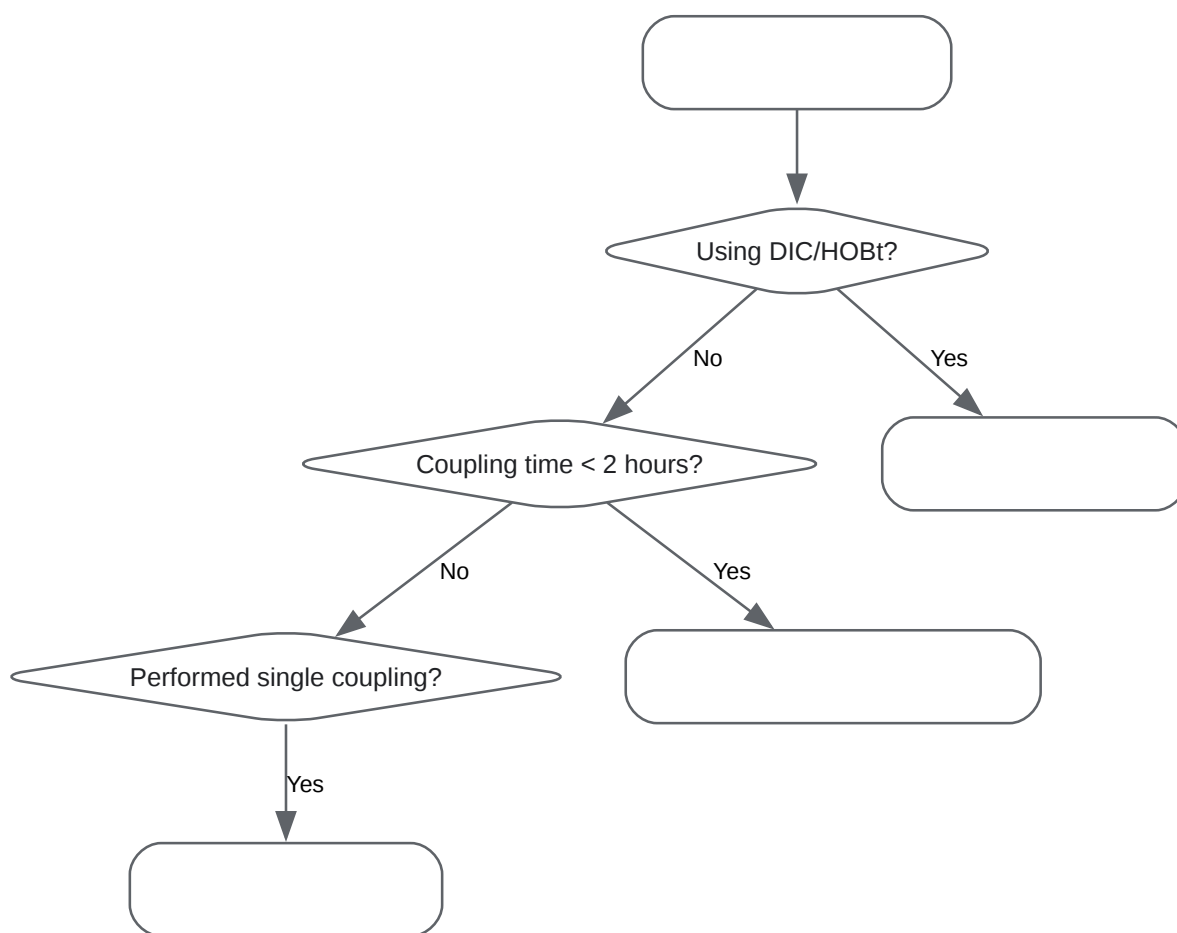 Using DIC/HOBt?
No
Yes
Coupling time < 2 hours?
No
Yes
Performed single coupling?
Yes